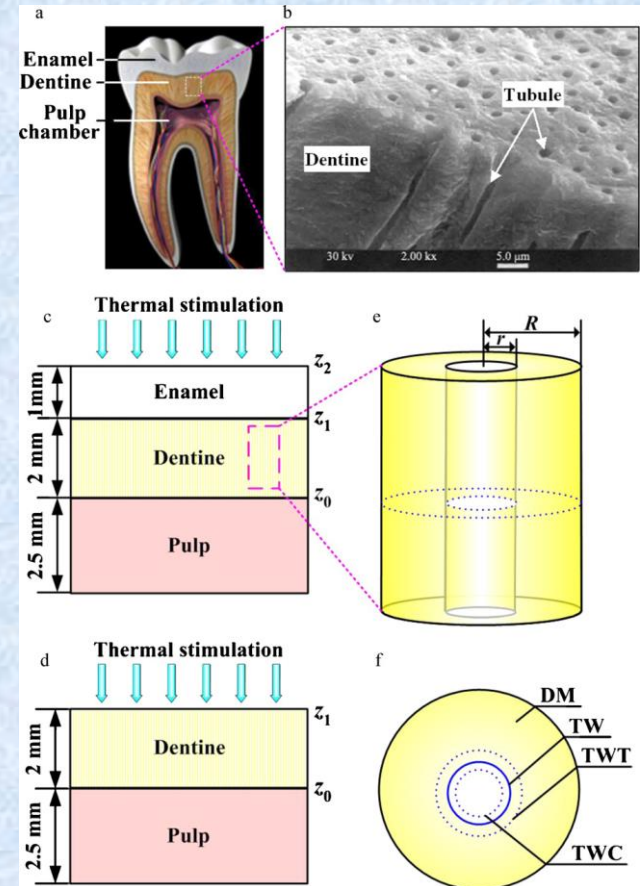 a
Enamel
Dentine
Pulp
chamber
b
Tubule
Dentine
30 kv 2.00 kx 5.0 μm
c
Thermal stimulation
z2
1mm
Enamel
z1
2 mm
Dentine
z0
2.5 mm
Pulp
d
Thermal stimulation
z1
2 mm
Dentine
z0
2.5 mm
Pulp
e
R
r
f
DM
TW
TWT
TWC